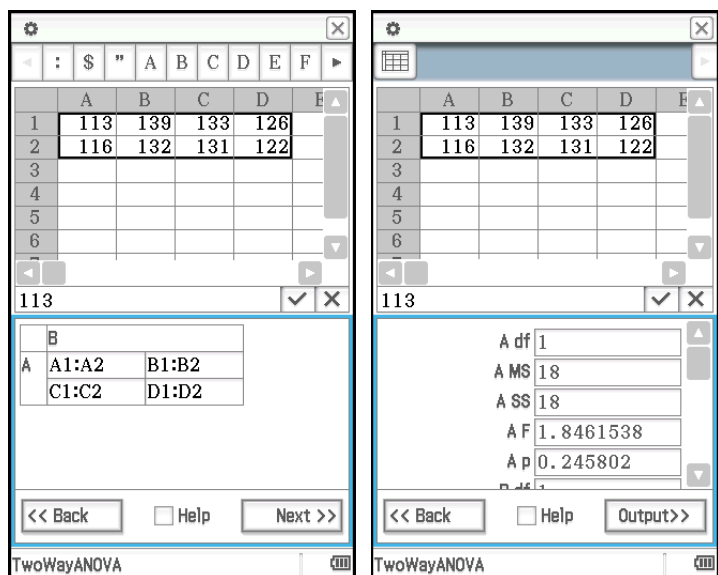 : $ " A B C D E F
A B C D E
1 113 139 133 126
2 116 132 131 122
3
4
5
6
113
B
A A1:A2 B1:B2
C1:C2 D1:D2
<< Back Help Next >>
TwoWayANOVA
A B C D E
1 113 139 133 126
2 116 132 131 122
3
4
5
6
113
A df 1
A MS 18
A SS 18
A F 1.8461538
A p 0.245802
B df 1
<< Back Help Output>>
TwoWayANOVA